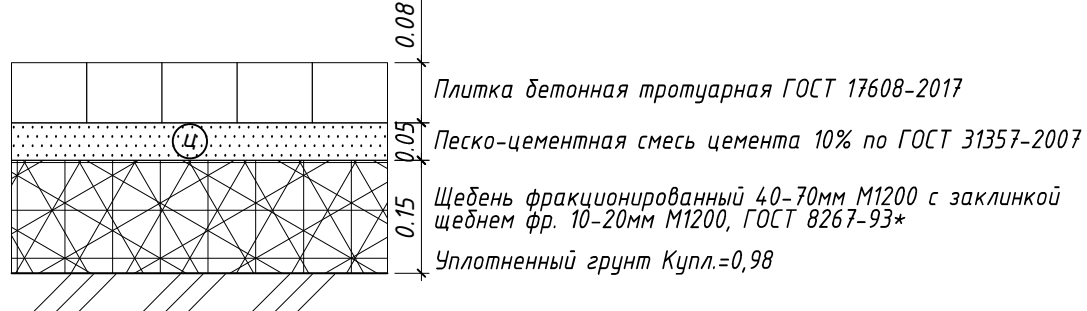 0.08
Плитка бетонная тротуарная ГОСТ 17608-2017
Ц
0.05
Песко-цементная смесь цемента 10% по ГОСТ 31357-2007
0.15
Щебень фракционированный 40-70мм М1200 с заклинкой
щебнем фр. 10-20мм М1200, ГОСТ 8267-93*
Уплотненный грунт Купл.=0,98